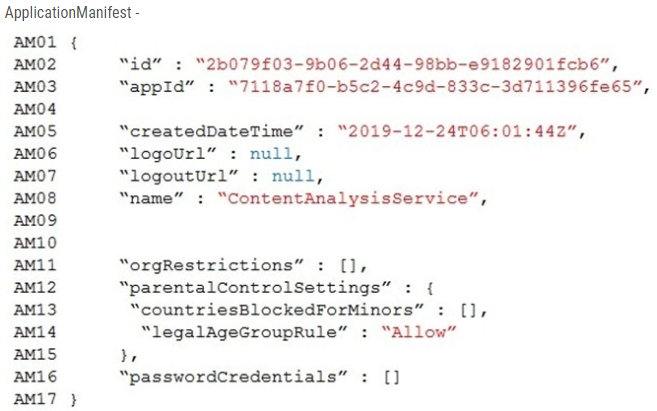 ApplicationManifest -
AM01 {
AM02 "id" : "2b079f03-9b06-2d44-98bb-e9182901fcb6",
AM03 "appId" : "7118a7f0-b5c2-4c9d-833c-3d711396fe65",
AM04
AM05 "createdDateTime" : "2019-12-24T06:01:44Z",
AM06 "logoUrl" : null,
AM07 "logoutUrl" : null,
AM08 "name" : "ContentAnalysisService",
AM09
AM10
AM11 "orgRestrictions" : [],
AM12 "parentalControlSettings" : {
AM13 "countriesBlockedForMinors" : [],
AM14 "legalAgeGroupRule" : "Allow"
AM15 },
AM16 "passwordCredentials" : []
AM17 }